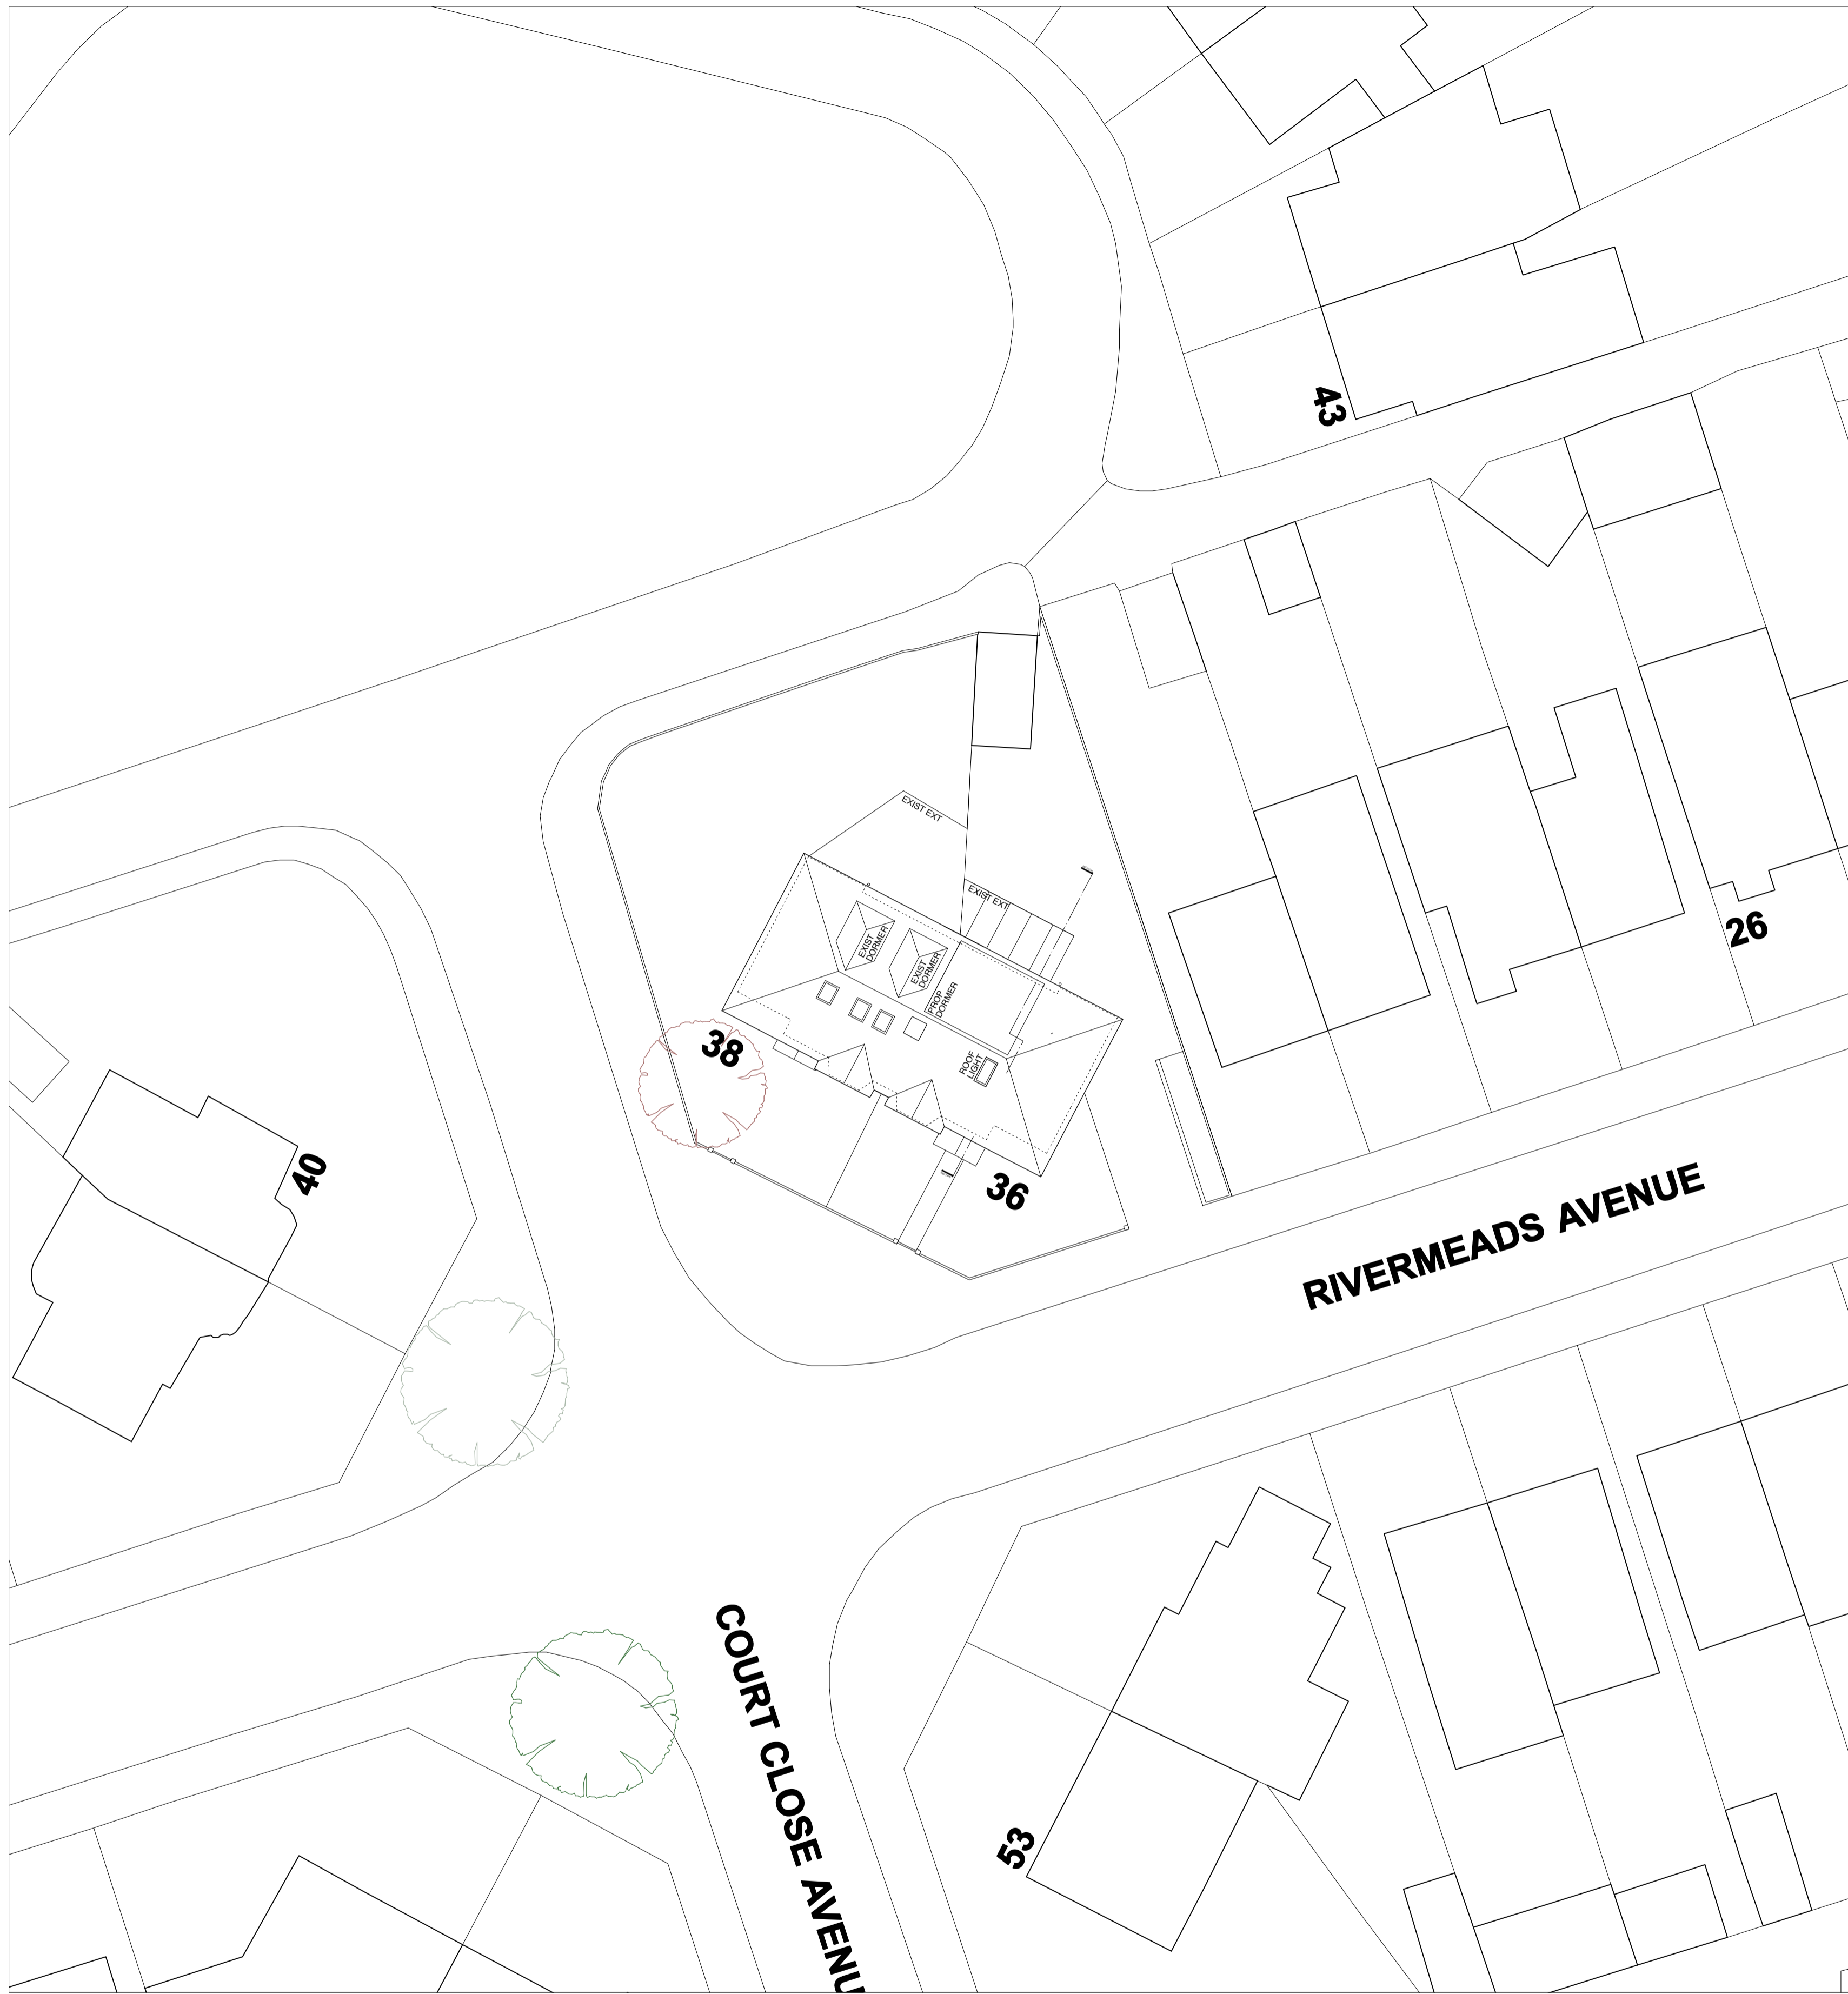 43
EXIST EXT
EXIST EXT
EXIST
DORMER
EXIST
DORMER
PROP
DORMER
26
38
ROOF
LIGHT
40
36
RIVERMEADS AVENUE
COURT CLOSE AVENU
53